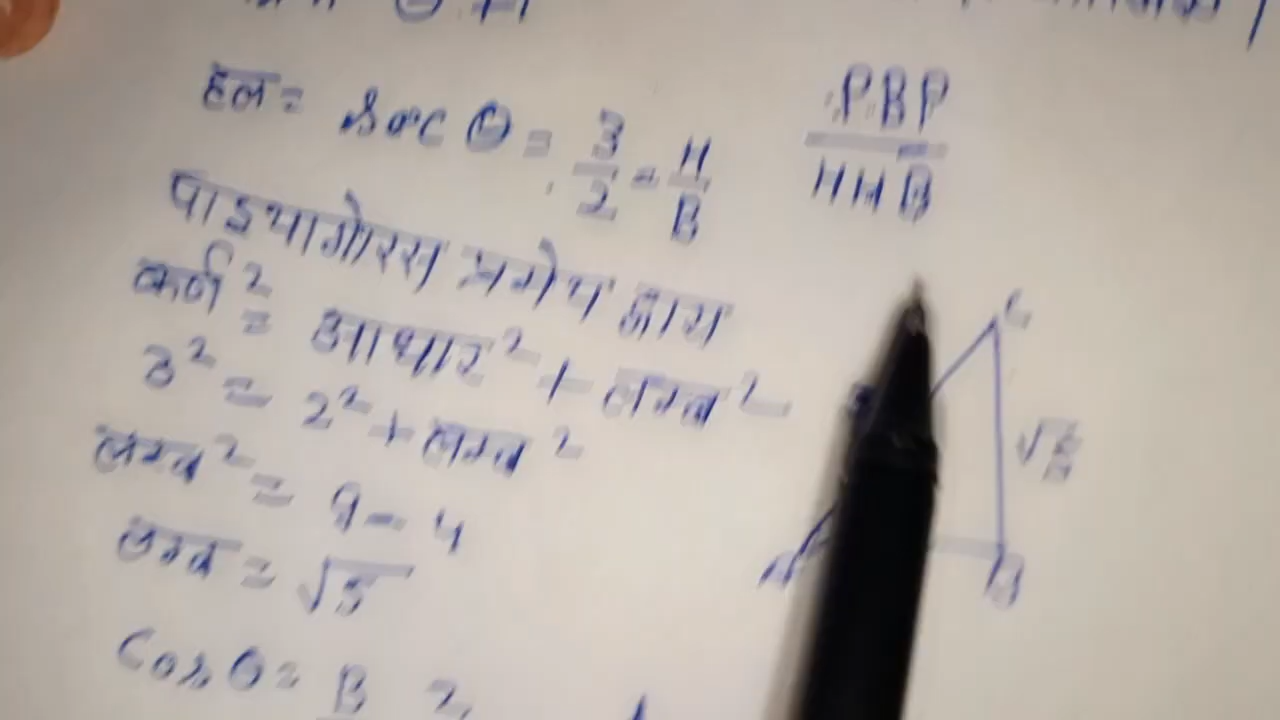 हल = Sec θ = 3/2 = H/B
PBP
HHB
पाइथागोरस प्रमेय द्वारा
कर्ण² = आधार² + लम्ब²
3² = 2² + लम्ब²
लम्ब² = 9 - 4
लम्ब = √5
Cos θ = B 2
C
√5
A
B